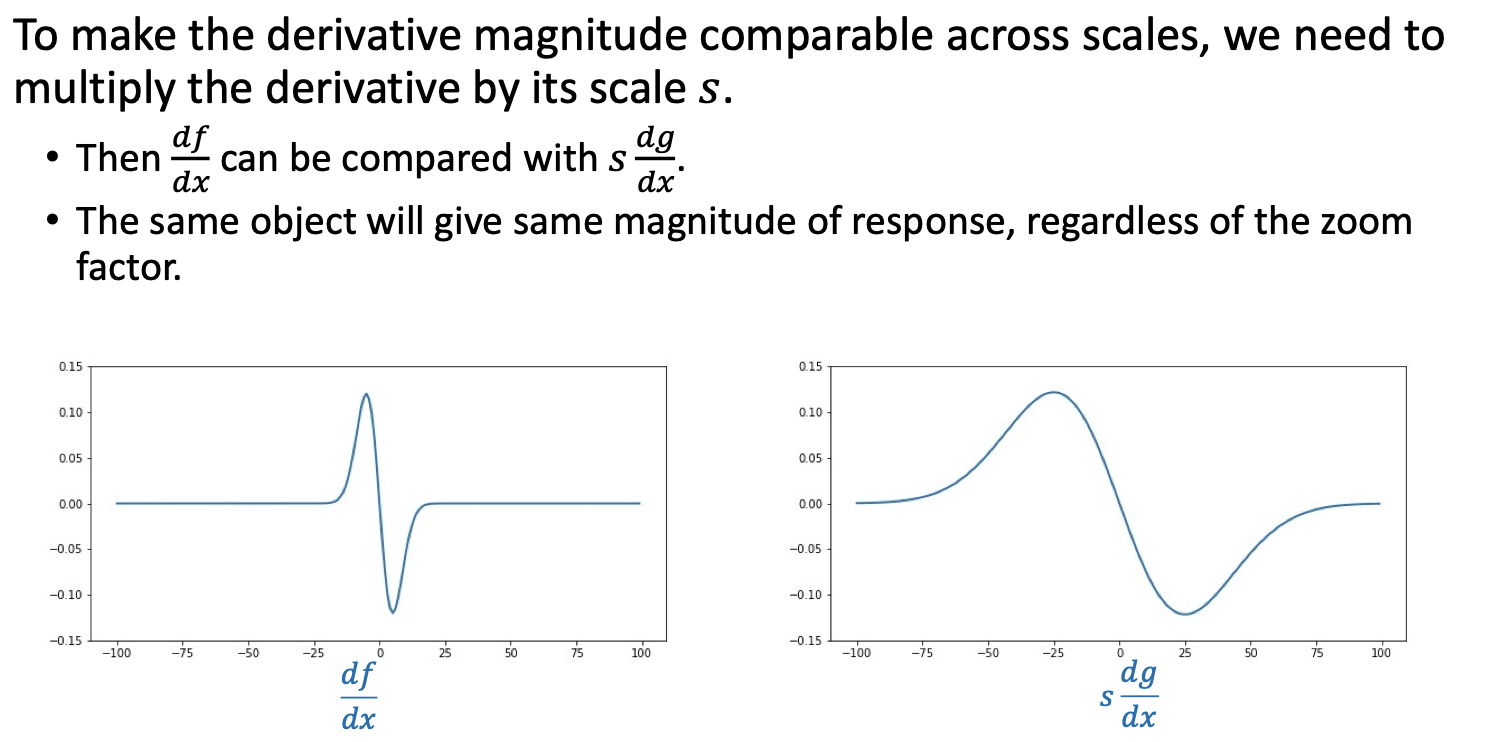 To make the derivative magnitude comparable across scales, we need to
multiply the derivative by its scale s.
• Then df/dx can be compared with s dg/dx.
• The same object will give same magnitude of response, regardless of the zoom
factor.
0.15
0.10
0.05
0.00
−0.05
−0.10
−0.15
−100 −75 −50 −25 0 25 50 75 100
df/dx
0.15
0.10
0.05
0.00
−0.05
−0.10
−0.15
−100 −75 −50 −25 0 25 50 75 100
s dg/dx